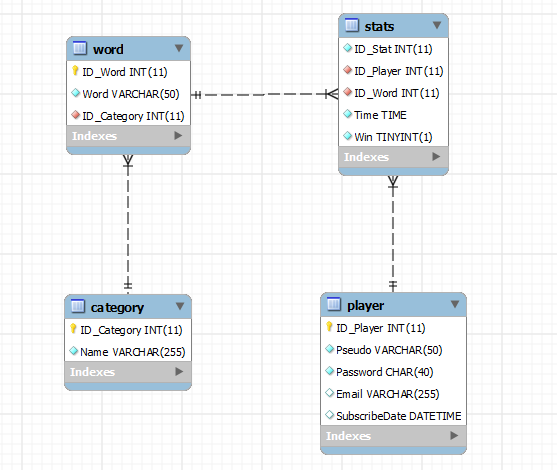 word
ID_Word INT(11)
Word VARCHAR(50)
ID_Category INT(11)
Indexes
stats
ID_Stat INT(11)
ID_Player INT(11)
ID_Word INT(11)
Time TIME
Win TINYINT(1)
Indexes
category
ID_Category INT(11)
Name VARCHAR(255)
Indexes
player
ID_Player INT(11)
Pseudo VARCHAR(50)
Password CHAR(40)
Email VARCHAR(255)
SubscribeDate DATETIME
Indexes